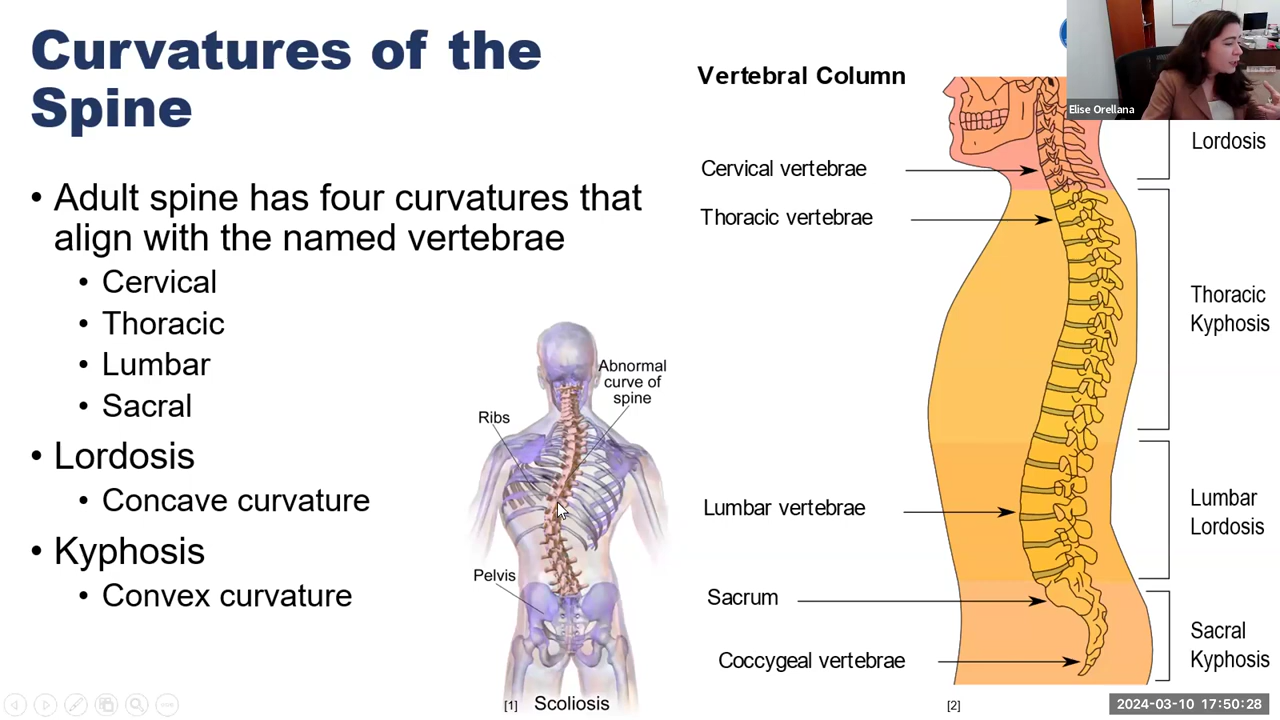 Curvatures of the
Spine
• Adult spine has four curvatures that
align with the named vertebrae
• Cervical
• Thoracic
• Lumbar
• Sacral
• Lordosis
• Concave curvature
• Kyphosis
• Convex curvature
Abnormal
curve of
spine
Ribs
Pelvis
[1] Scoliosis
Vertebral Column
Cervical vertebrae
Thoracic vertebrae
Lumbar vertebrae
Sacrum
Coccygeal vertebrae
Lordosis
Thoracic
Kyphosis
Lumbar
Lordosis
Sacral
Kyphosis
[2]
Elise Orellana
2024-03-10 17:50:28